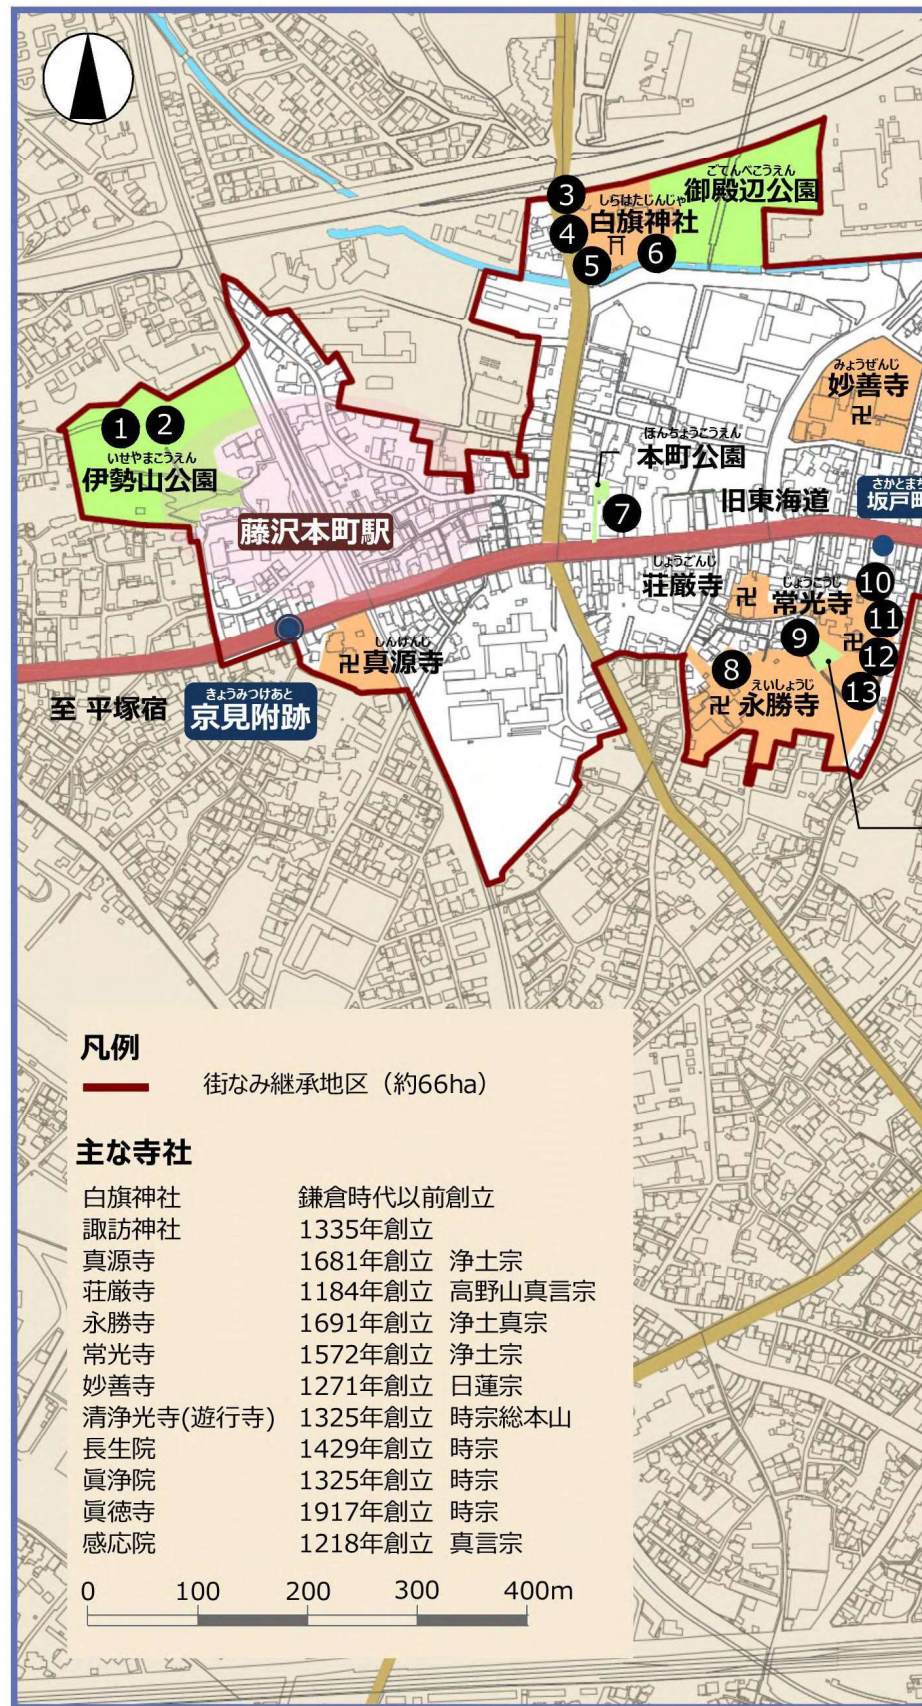 ③
ごてんべこうえん
御殿辺公園
しらはたじんじゃ
白旗神社
④
⑤
⑥
みょうぜんじ
妙善寺
①
②
いせやまこうえん
伊勢山公園
ほんちょうこうえん
本町公園
⑦
旧東海道
さかとまち
坂戸町
藤沢本町駅
しょうごんじ
荘厳寺
じょうこうじ
常光寺
⑩
⑪
⑨
⑫
しんげんじ
真源寺
⑧
えいしょうじ
永勝寺
⑬
至 平塚宿
きょうみつけあと
京見附跡
凡例
街なみ継承地区（約66ha）
主な寺社
白旗神社 鎌倉時代以前創立
諏訪神社 1335年創立
真源寺 1681年創立 浄土宗
荘厳寺 1184年創立 高野山真言宗
永勝寺 1691年創立 浄土真宗
常光寺 1572年創立 浄土宗
妙善寺 1271年創立 日蓮宗
清浄光寺(遊行寺) 1325年創立 時宗総本山
長生院 1429年創立 時宗
眞浄院 1325年創立 時宗
眞徳寺 1917年創立 時宗
感応院 1218年創立 真言宗
0 100 200 300 400m